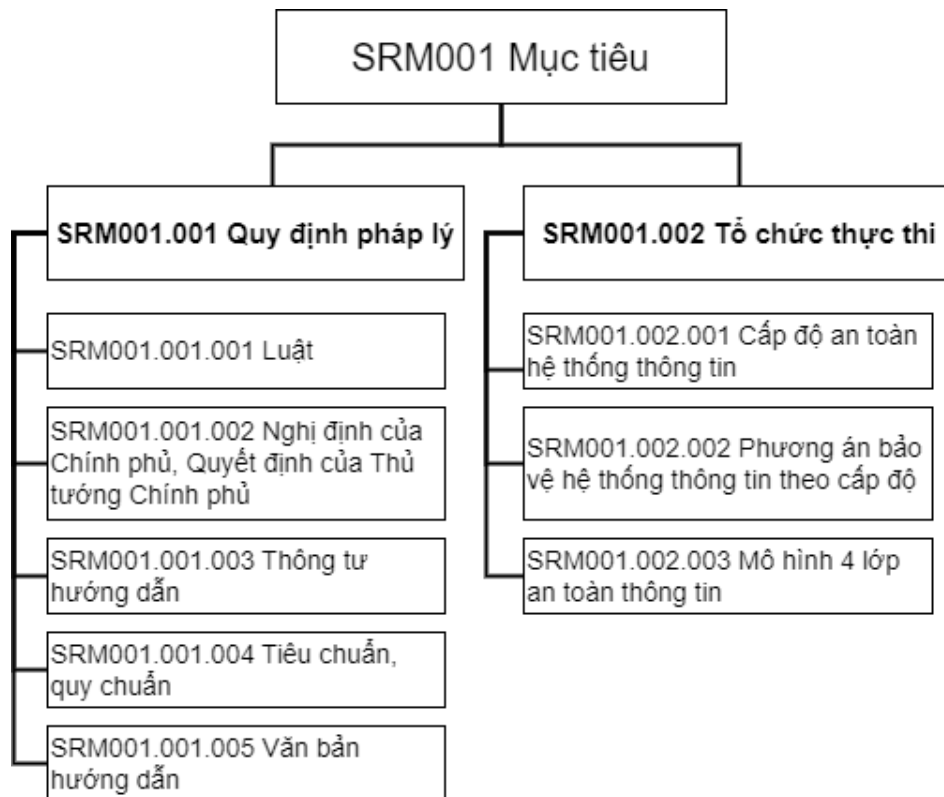 SRM001 Mục tiêu
SRM001.001 Quy định pháp lý
SRM001.001.001 Luật
SRM001.001.002 Nghị định của
Chính phủ, Quyết định của Thủ
tướng Chính phủ
SRM001.001.003 Thông tư
hướng dẫn
SRM001.001.004 Tiêu chuẩn,
quy chuẩn
SRM001.001.005 Văn bản
hướng dẫn
SRM001.002 Tổ chức thực thi
SRM001.002.001 Cấp độ an toàn
hệ thống thông tin
SRM001.002.002 Phương án bảo
vệ hệ thống thông tin theo cấp độ
SRM001.002.003 Mô hình 4 lớp
an toàn thông tin